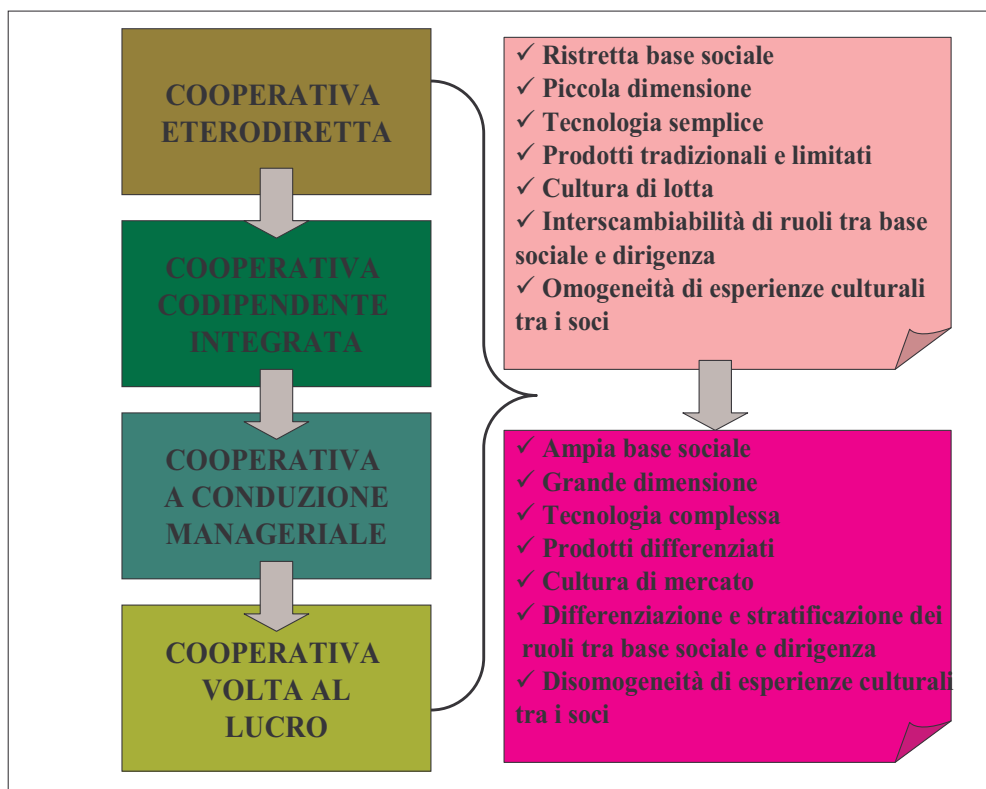 COOPERATIVA
ETERODIRETTA
COOPERATIVA
CODIPENDENTE
INTEGRATA
COOPERATIVA
A CONDUZIONE
MANAGERIALE
COOPERATIVA
VOLTA AL
LUCRO
✓ Ristretta base sociale
✓ Piccola dimensione
✓ Tecnologia semplice
✓ Prodotti tradizionali e limitati
✓ Cultura di lotta
✓ Interscambiabilità di ruoli tra base
sociale e dirigenza
✓ Omogeneità di esperienze culturali
tra i soci
✓ Ampia base sociale
✓ Grande dimensione
✓ Tecnologia complessa
✓ Prodotti differenziati
✓ Cultura di mercato
✓ Differenziazione e stratificazione dei
ruoli tra base sociale e dirigenza
✓ Disomogeneità di esperienze culturali
tra i soci